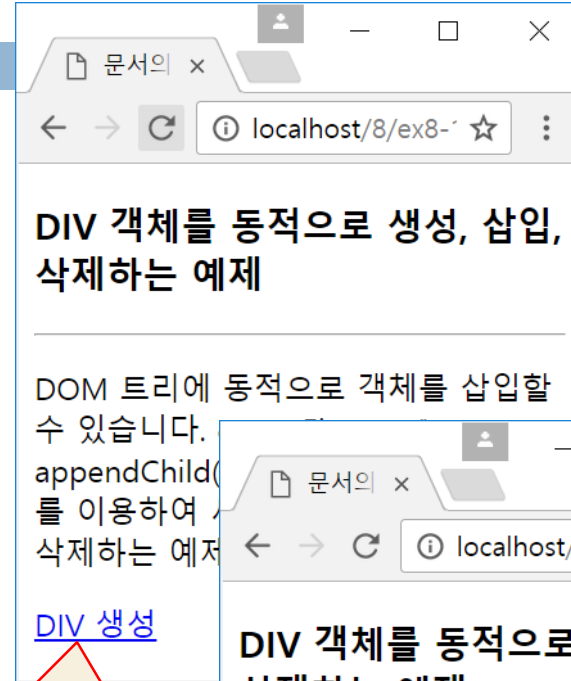 문서의
localhost/8/ex8-
DIV 객체를 동적으로 생성, 삽입,
삭제하는 예제
DOM 트리에 동적으로 객체를 삽입할
수 있습니다.
appendChild(
를 이용하여
삭제하는 예제
DIV 생성
문서의
localhost/
DIV 객체를 동적으로